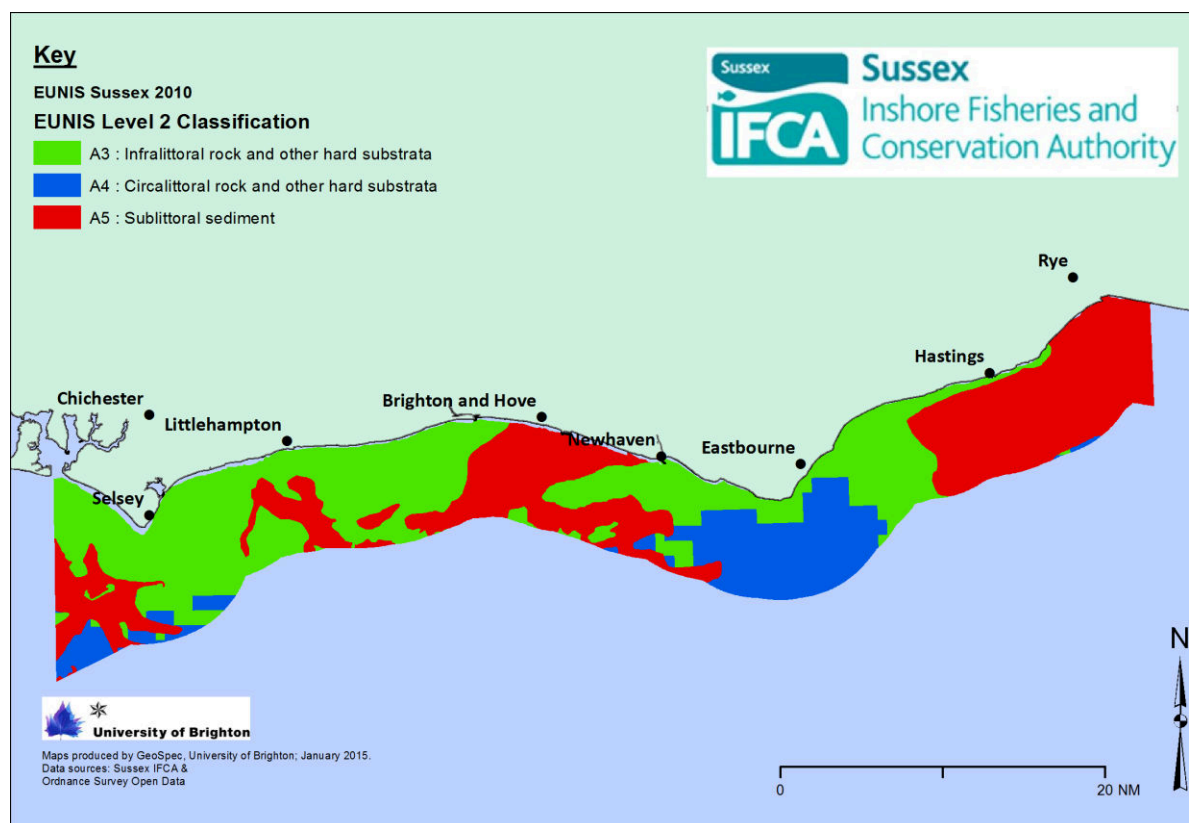 Key
EUNIS Sussex 2010
EUNIS Level 2 Classification
A3 : Infralittoral rock and other hard substrata
A4 : Circalittoral rock and other hard substrata
A5 : Sublittoral sediment
Sussex
IFCA
Sussex
Inshore Fisheries and
Conservation Authority
Rye
Hastings
Chichester
Brighton and Hove
Littlehampton
Newhaven
Eastbourne
Selsey
N
University of Brighton
Maps produced by GeoSpec, University of Brighton; January 2015.
Data sources: Sussex IFCA &
Ordnance Survey Open Data
0
20 NM